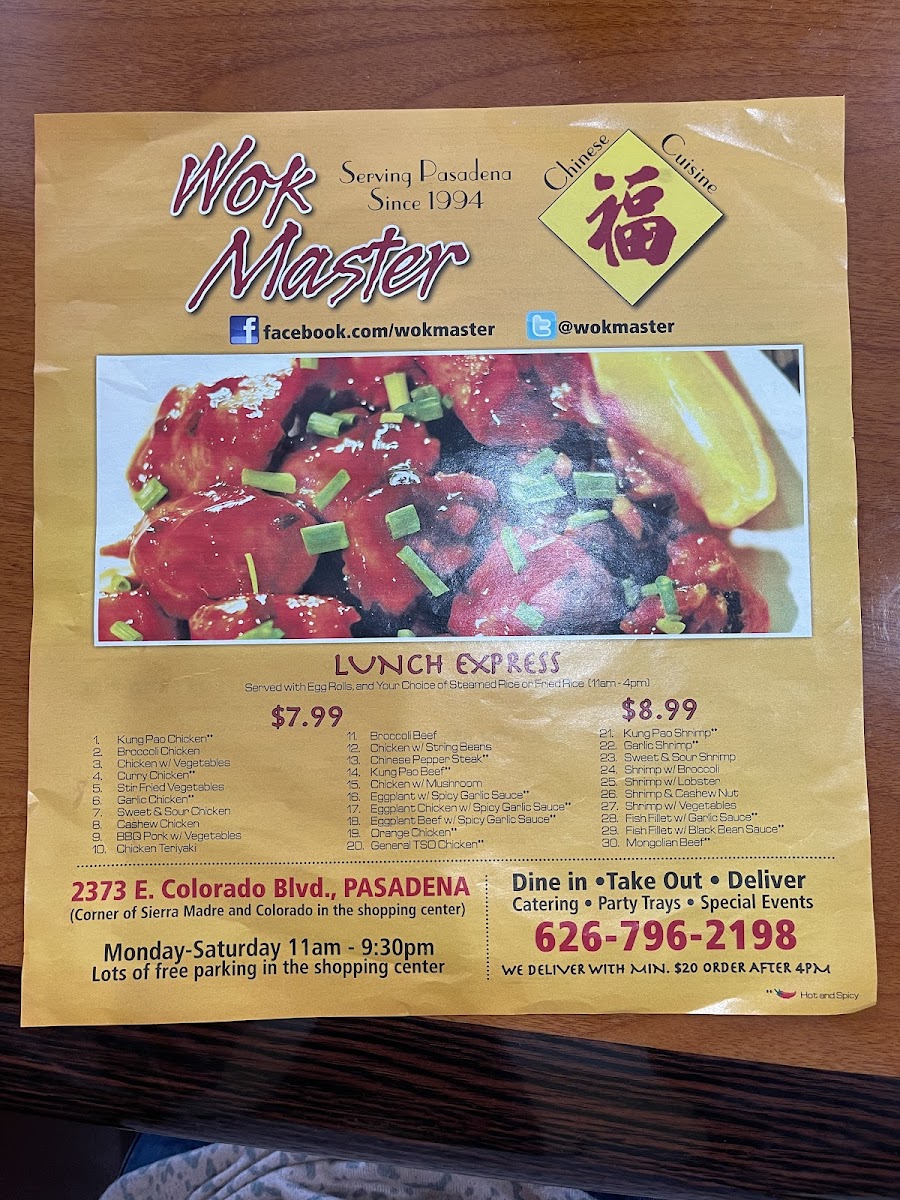 Wok
Master
Serving Pasadena
Since 1994
Chinese Cuisine
福
facebook.com/wokmaster
@wokmaster
LUNCH EXPRESS
Served with Egg Rolls, and Your Choice of Steamed Rice or Fried Rice (11am - 4pm)
$7.99
1. Kung Pao Chicken**
2. Broccoli Chicken
3. Chicken w/ Vegetables
4. Curry Chicken**
5. Stir Fried Vegetables
6. Garlic Chicken**
7. Sweet & Sour Chicken
8. Cashew Chicken
9. BBQ Pork w/ Vegetables
10. Chicken Teriyaki
11. Broccoli Beef
12. Chicken w/ String Beans
13. Chinese Pepper Steak**
14. Kung Pao Beef**
15. Chicken w/ Mushroom
16. Eggplant w/ Spicy Garlic Sauce**
17. Eggplant Chicken w/ Spicy Garlic Sauce**
18. Eggplant Beef w/ Spicy Garlic Sauce**
19. Orange Chicken**
20. General TSO Chicken**
$8.99
21. Kung Pao Shrimp**
22. Garlic Shrimp**
23. Sweet & Sour Shrimp
24. Shrimp w/ Broccoli
25. Shrimp w/ Lobster
26. Shrimp & Cashew Nut
27. Shrimp w/ Vegetables
28. Fish Fillet w/ Garlic Sauce**
29. Fish Fillet w/ Black Bean Sauce**
30. Mongolian Beef**
2373 E. Colorado Blvd., PASADENA
(Corner of Sierra Madre and Colorado in the shopping center)
Monday-Saturday 11am - 9:30pm
Lots of free parking in the shopping center
Dine in • Take Out • Deliver
Catering • Party Trays • Special Events
626-796-2198
WE DELIVER WITH MIN. $20 ORDER AFTER 4PM
** Hot and Spicy